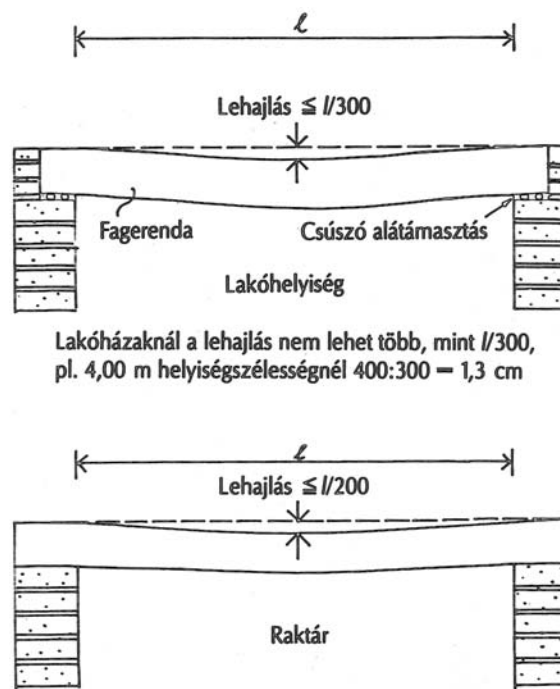 ℓ
Lehajlás ≦ l/300
Fagerenda
Csúszó alátámasztás
Lakóhelyiség
Lakóházaknál a lehajlás nem lehet több, mint l/300,
pl. 4,00 m helyiségszélességnél 400:300 = 1,3 cm
ℓ
Lehajlás ≦ l/200
Raktár